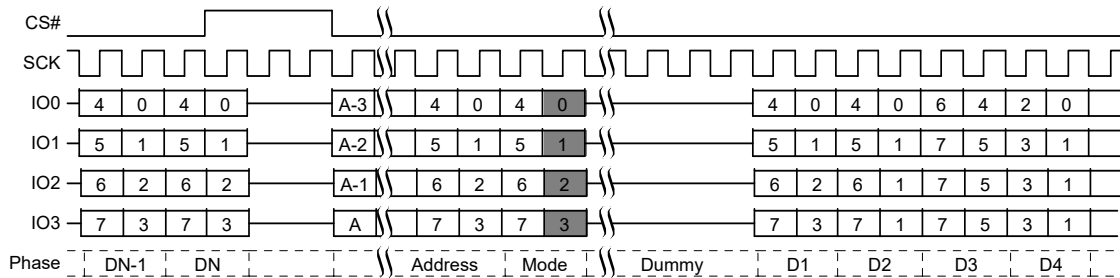 CS#
SCK
IO0 4 0 4 0 A-3 4 0 4 0 4 0 4 0 6 4 2 0
IO1 5 1 5 1 A-2 5 1 5 1 5 1 5 1 7 5 3 1
IO2 6 2 6 2 A-1 6 2 6 2 6 2 6 1 7 5 3 1
IO3 7 3 7 3 A 7 3 7 3 7 3 7 1 7 5 3 1
Phase DN-1 DN Address Mode Dummy D1 D2 D3 D4